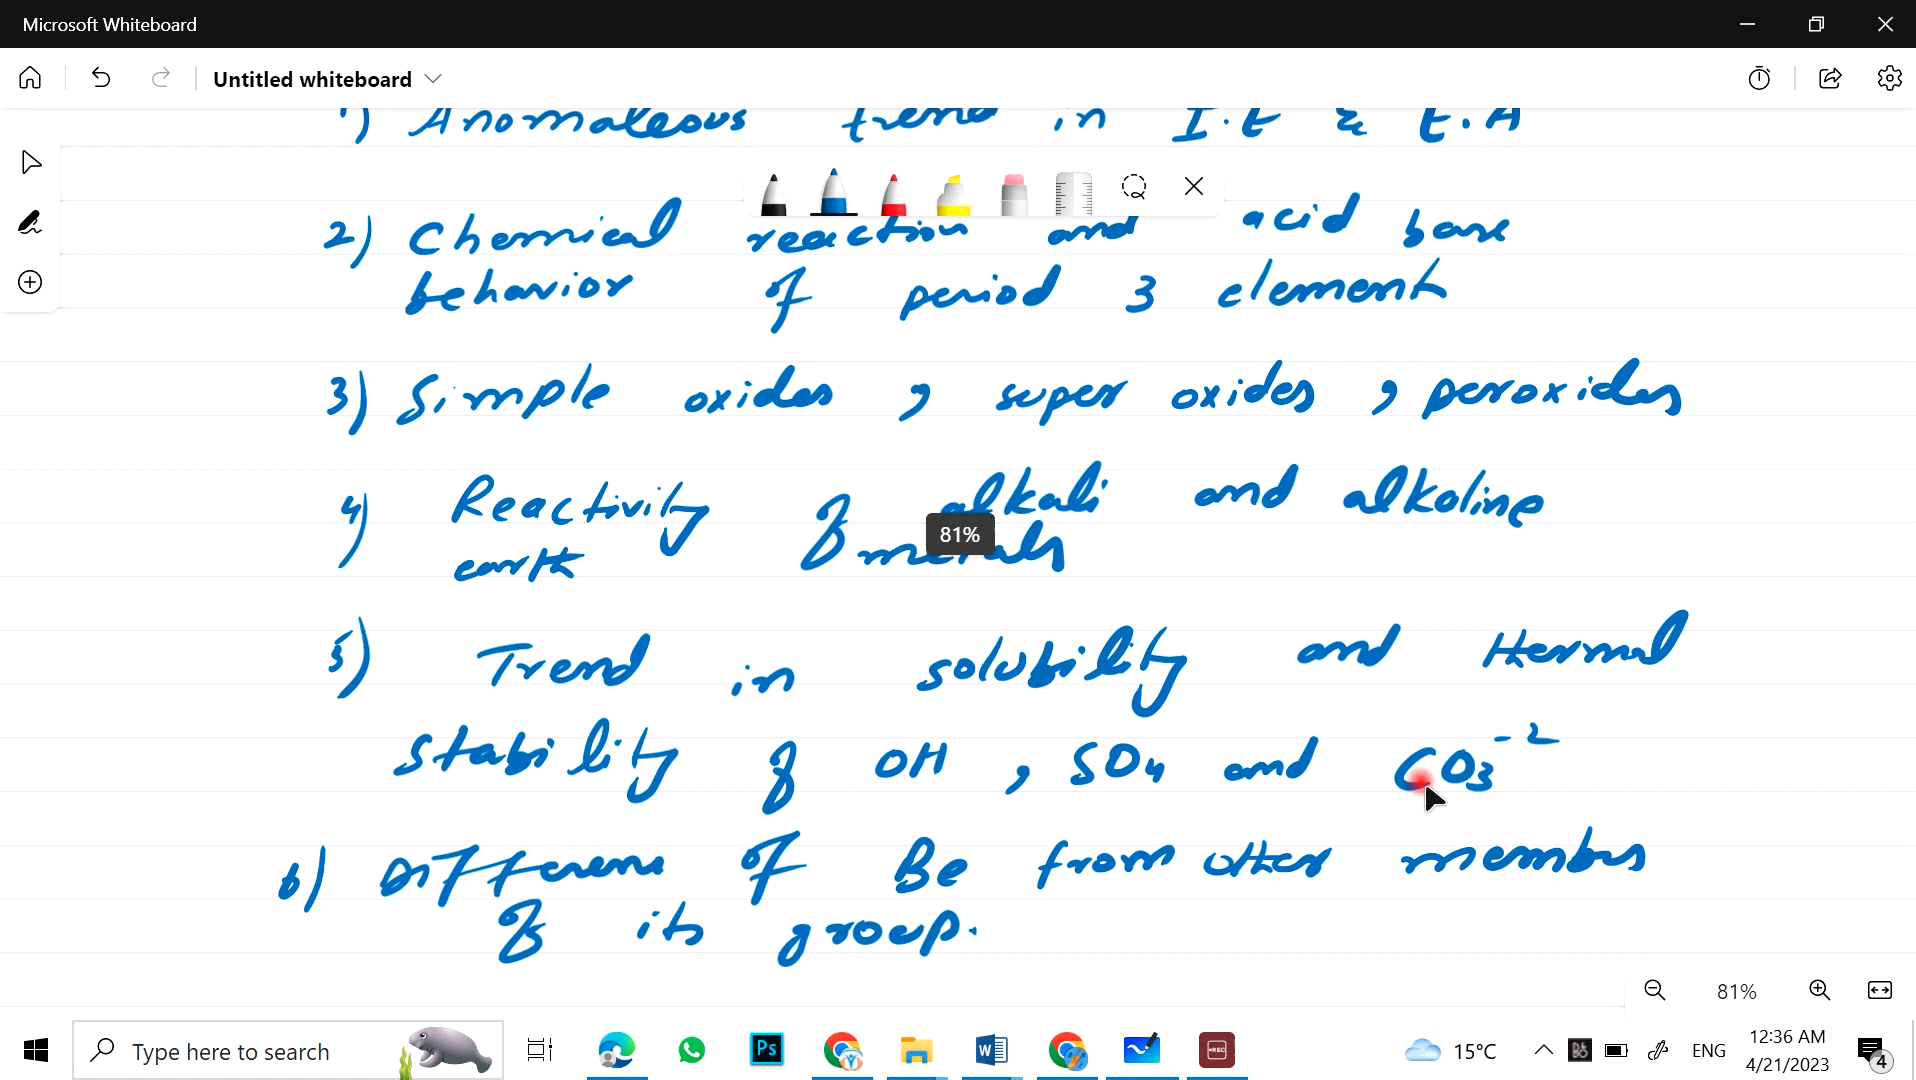 Microsoft Whiteboard
Untitled whiteboard
1) Anomaleous trend in I.E & E.A
2) Chemical reaction and acid base
behavior of period 3 element
3) Simple oxides, super oxides, peroxides
4) Reactivity of alkali and alkaline
earth metals
81%
5) Trend in solubility and thermal
stability of OH, SO4 and CO3⁻²
6) Difference of Be from other members
of its group.
81%
Type here to search
Ps
W
REC
15°C
ENG
12:36 AM
4/21/2023
4